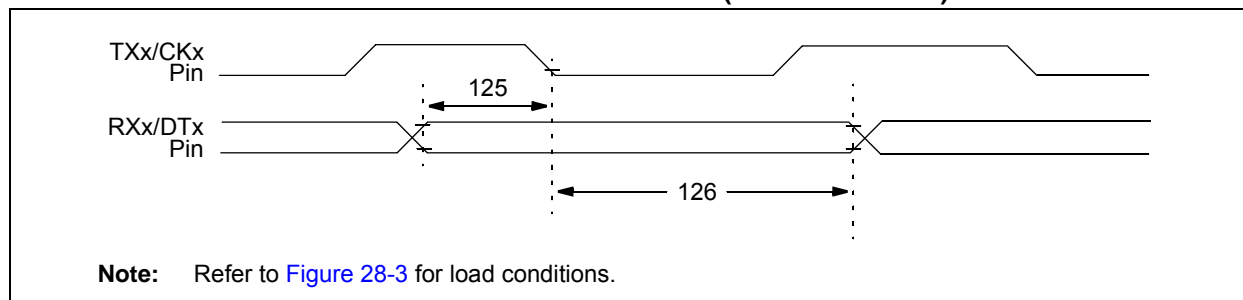 TXx/CKx
Pin
125
RXx/DTx
Pin
126
Note: Refer to Figure 28-3 for load conditions.